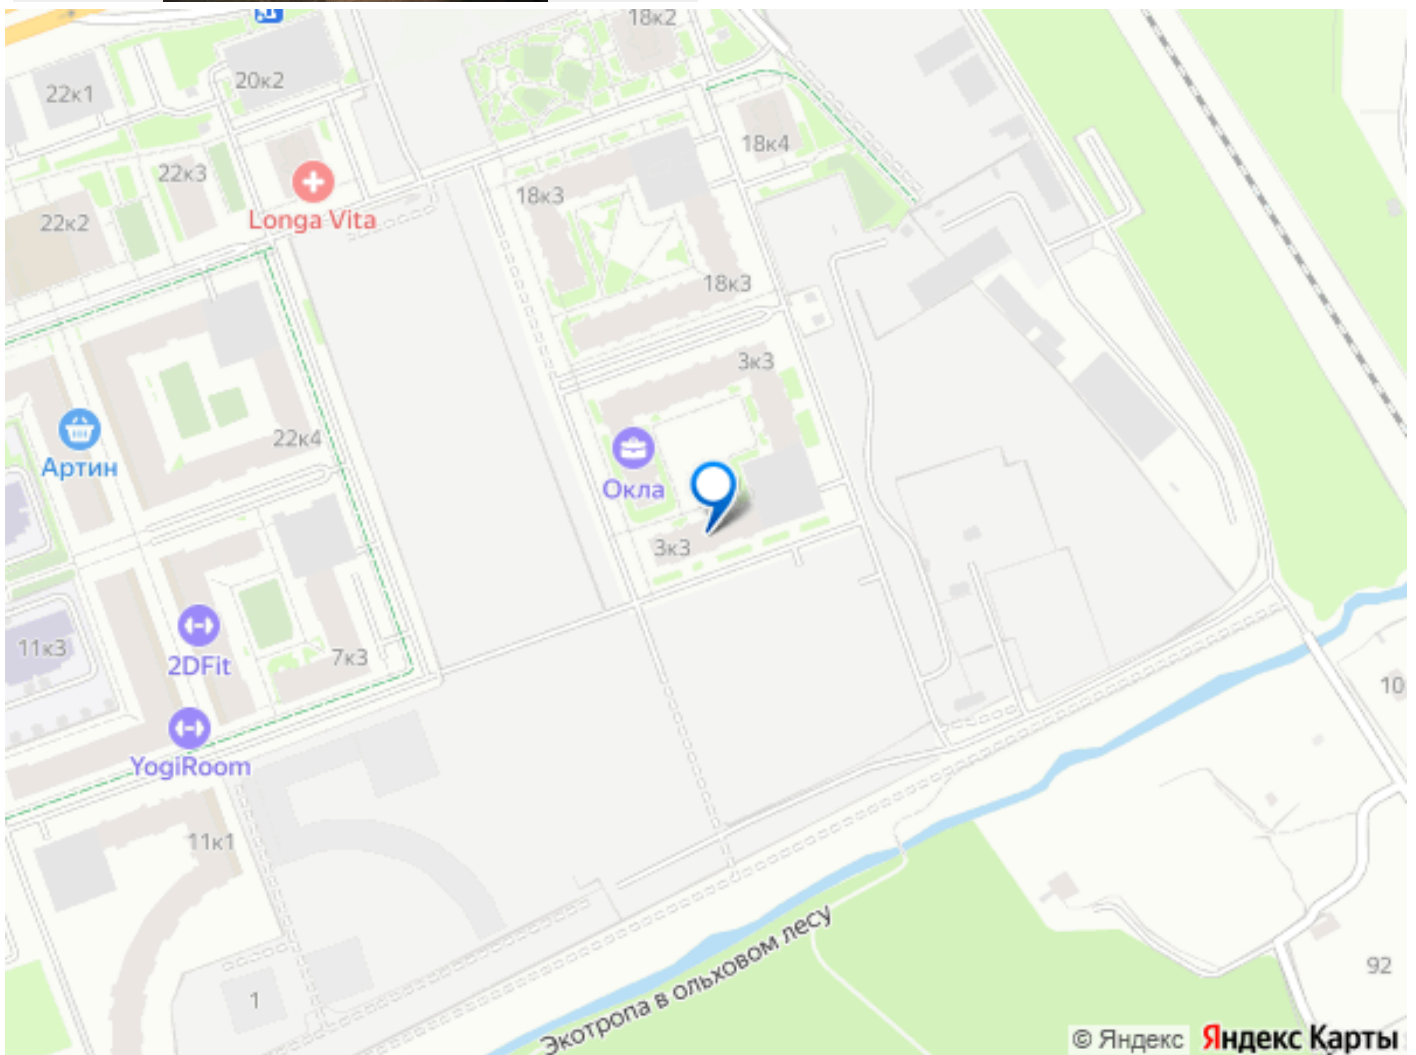 18к2
20к2
22к1
18к4
22к3
18к3
Longa Vita
22к2
18к3
3к3
22к4
Артин
Окла
3к3
11к3
7к3
2DFit
10
YogiRoom
11к1
Экотропа в ольховом лесу
92
1
© Яндекс Яндекс Карты